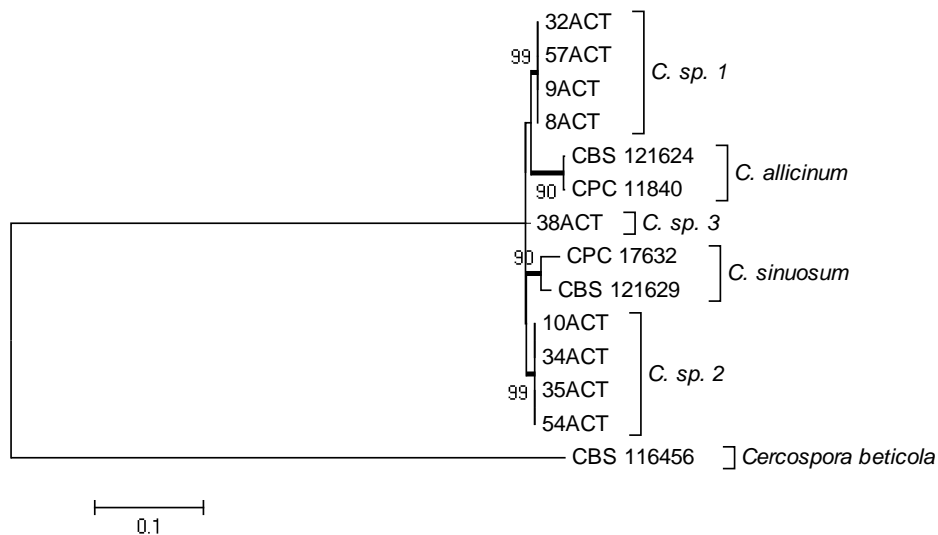 32ACT
99
57ACT
C. sp. 1
9ACT
8ACT
CBS 121624
C. allicinum
90
CPC 11840
38ACT
C. sp. 3
90
CPC 17632
C. sinuosum
CBS 121629
10ACT
34ACT
C. sp. 2
99
35ACT
54ACT
CBS 116456
Cercospora beticola
0.1